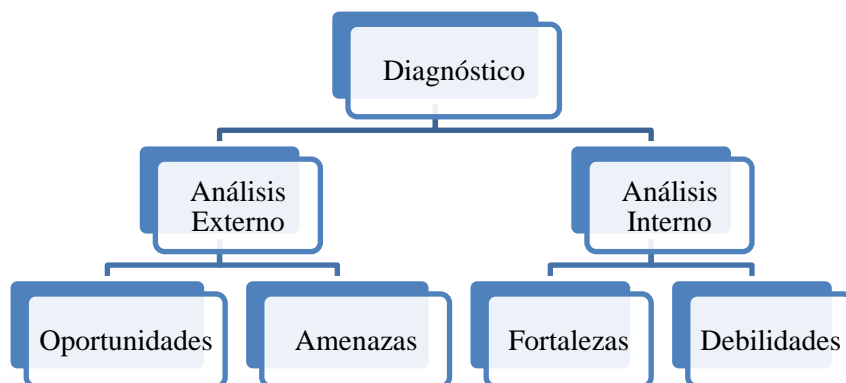 Diagnóstico
Análisis
Externo
Análisis
Interno
Oportunidades
Amenazas
Fortalezas
Debilidades